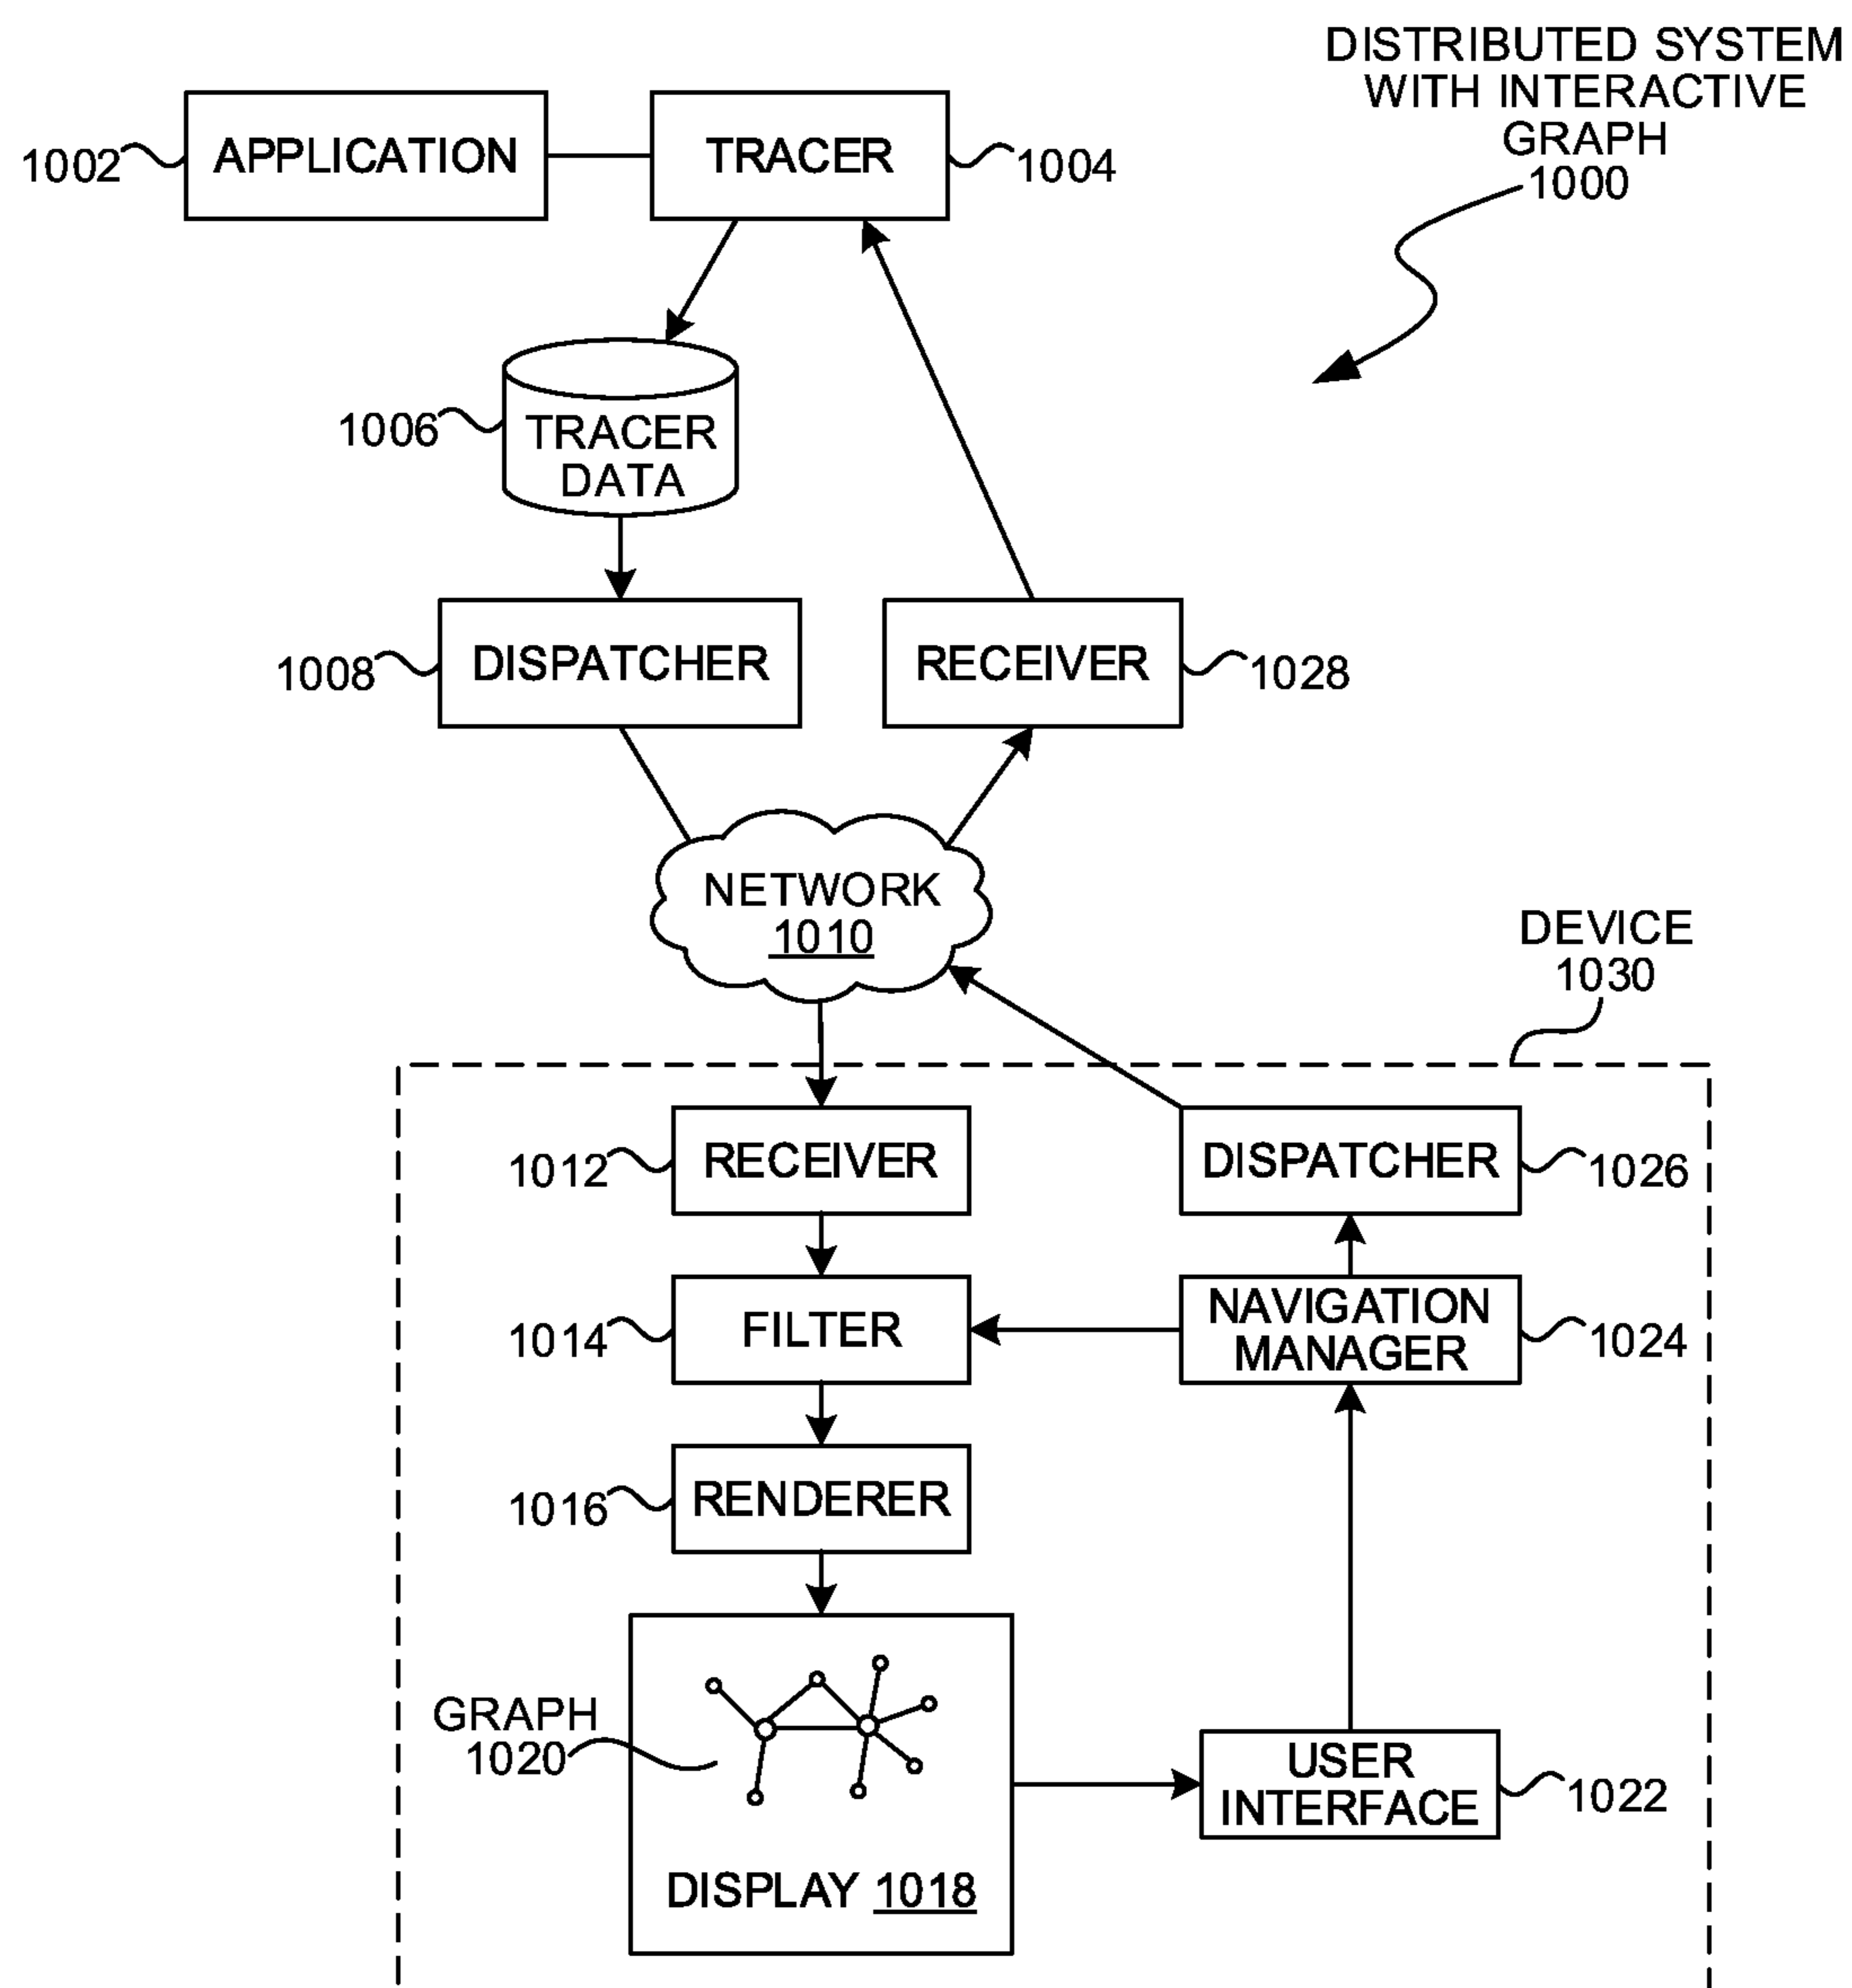 DISTRIBUTED SYSTEM
WITH INTERACTIVE
GRAPH
1000
1002
APPLICATION
TRACER
1004
1006
TRACER
DATA
1008
DISPATCHER
RECEIVER
1028
NETWORK
1010
DEVICE
1030
1012
RECEIVER
DISPATCHER
1026
1014
FILTER
NAVIGATION
MANAGER
1024
1016
RENDERER
GRAPH
1020
USER
INTERFACE
1022
DISPLAY 1018